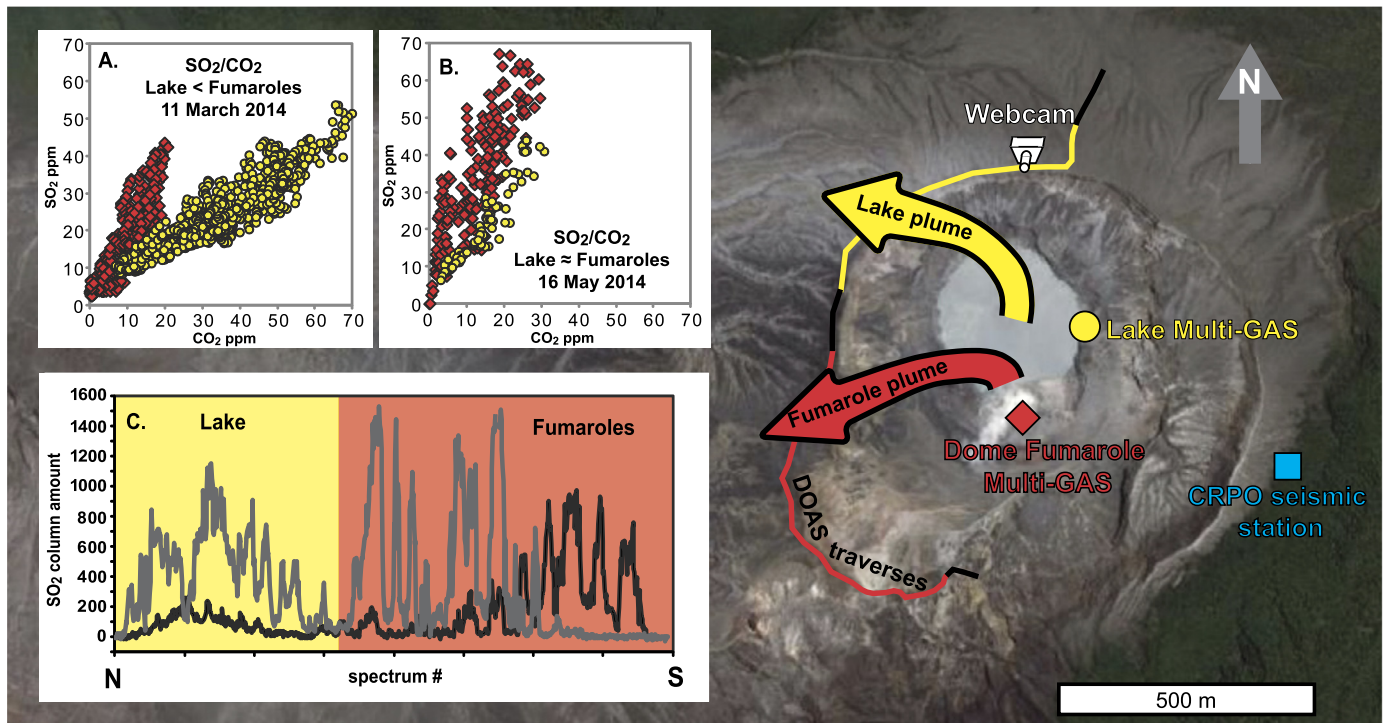 A.
SO₂/CO₂
Lake < Fumaroles
11 March 2014
SO₂ ppm
70
60
50
40
30
20
10
0
0 10 20 30 40 50 60 70
CO₂ ppm
B.
SO₂/CO₂
Lake ≈ Fumaroles
16 May 2014
SO₂ ppm
70
60
50
40
30
20
10
0
0 10 20 30 40 50 60 70
CO₂ ppm
C.
Lake
Fumaroles
SO₂ column amount
1600
1400
1200
1000
800
600
400
200
0
N
spectrum #
S
Webcam
N
Lake plume
Lake Multi-GAS
Fumarole plume
Dome Fumarole
Multi-GAS
CRPO seismic
station
DOAS traverses
500 m